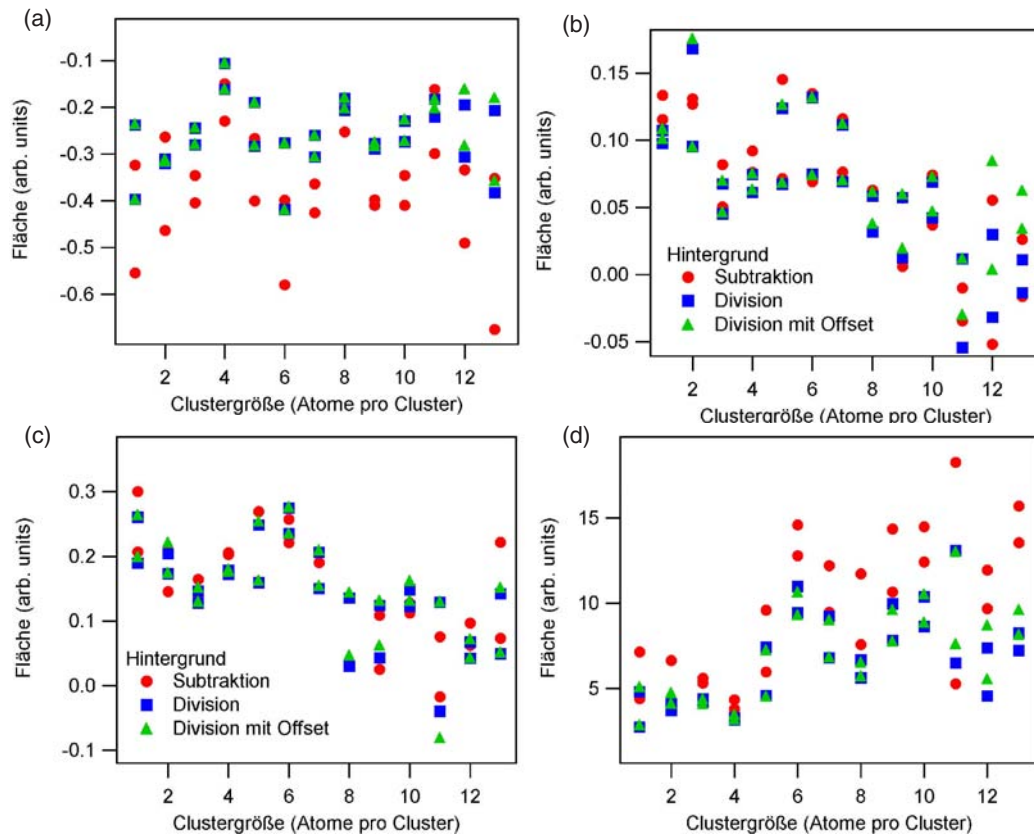 (a)
Fläche (arb. units)
-0.1
-0.2
-0.3
-0.4
-0.5
-0.6
2 4 6 8 10 12
Clustergröße (Atome pro Cluster)
(b)
Fläche (arb. units)
0.15
0.10
0.05
0.00
-0.05
Hintergrund
Subtraktion
Division
Division mit Offset
2 4 6 8 10 12
Clustergröße (Atome pro Cluster)
(c)
Fläche (arb. units)
0.3
0.2
0.1
0.0
-0.1
Hintergrund
Subtraktion
Division
Division mit Offset
2 4 6 8 10 12
Clustergröße (Atome pro Cluster)
(d)
Fläche (arb. units)
15
10
5
2 4 6 8 10 12
Clustergröße (Atome pro Cluster)